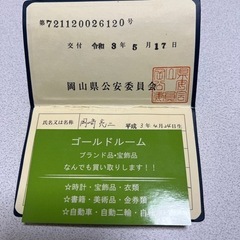 第721120026120号
交付 令和3年5月17日
岡山県公安委員会
氏名又は名称
平成3年4月14日生
ゴールドルーム
ブランド品・宝飾品
なんでも買い取りします!!
☆時計・宝飾品・衣類
☆書籍・美術品・金券類
☆自動車・自動二輪・自